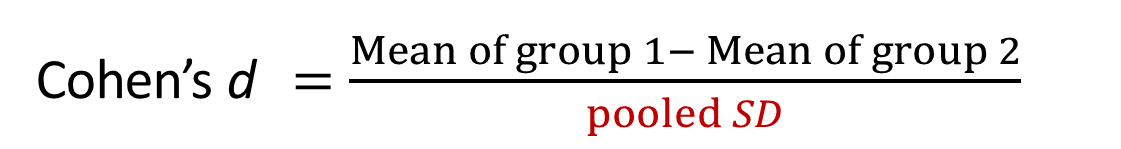 Cohen’s d = Mean of group 1− Mean of group 2
pooled SD